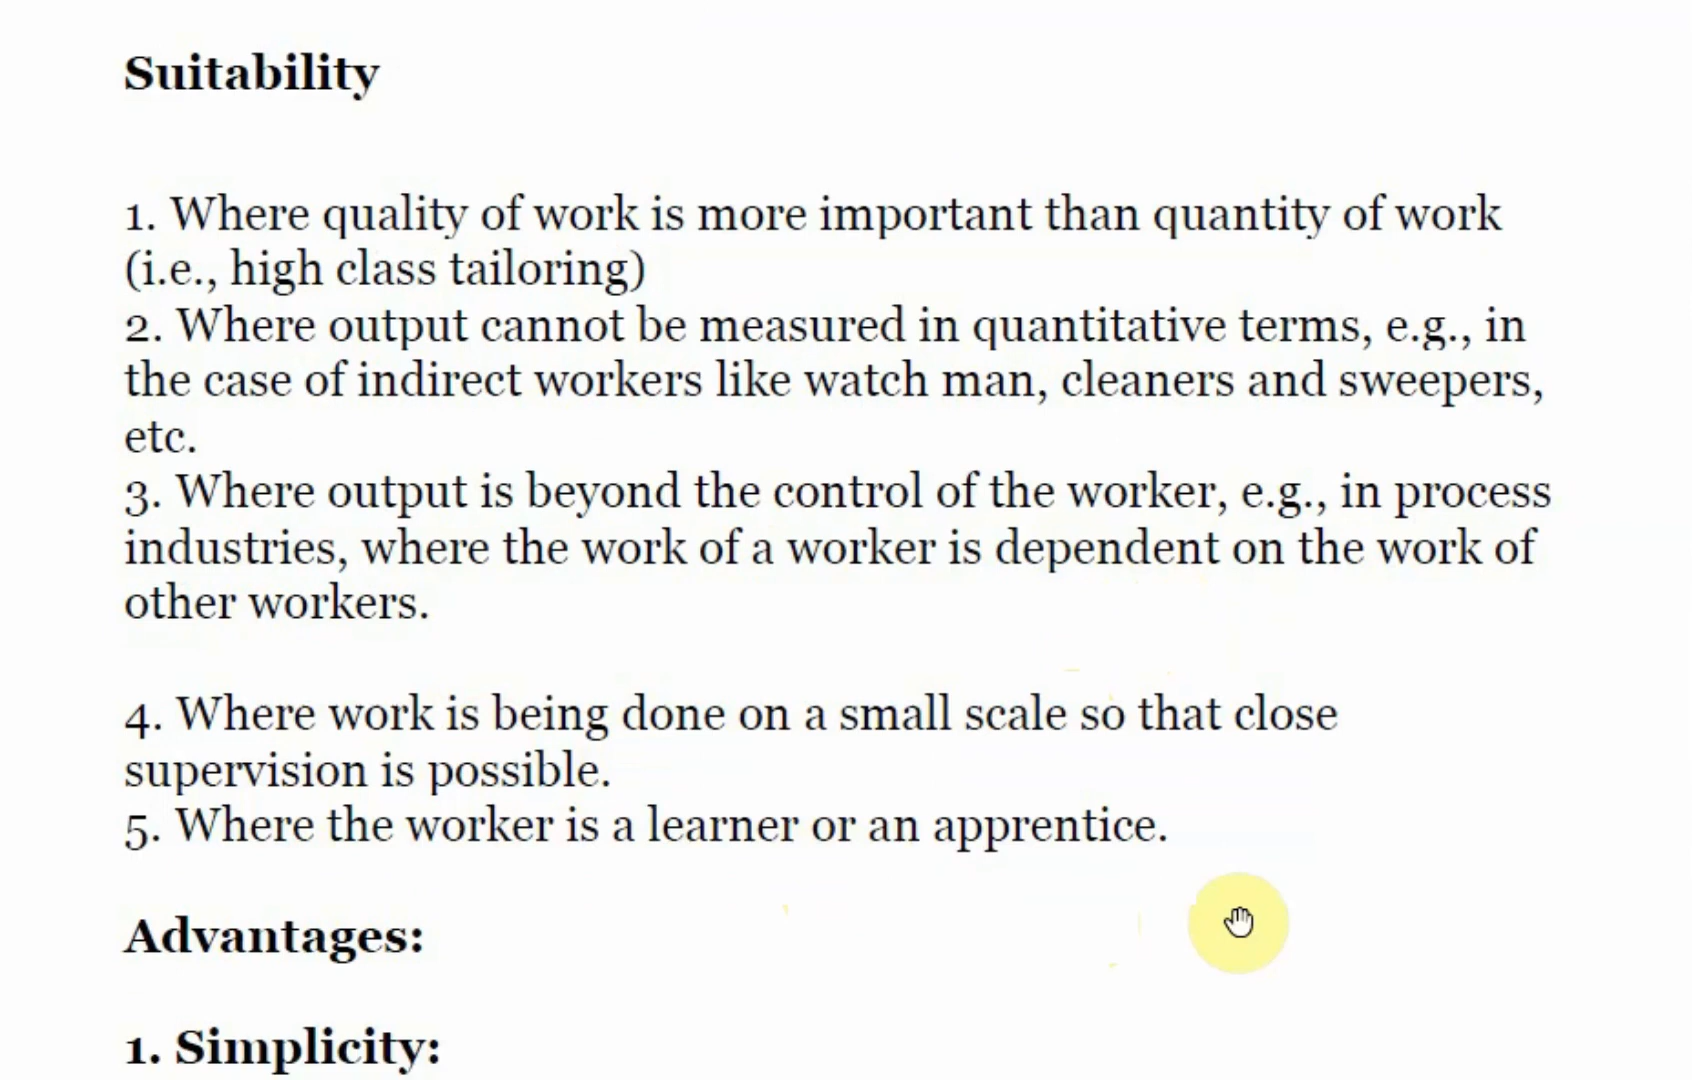 Suitability
1. Where quality of work is more important than quantity of work
(i.e., high class tailoring)
2. Where output cannot be measured in quantitative terms, e.g., in
the case of indirect workers like watch man, cleaners and sweepers,
etc.
3. Where output is beyond the control of the worker, e.g., in process
industries, where the work of a worker is dependent on the work of
other workers.
4. Where work is being done on a small scale so that close
supervision is possible.
5. Where the worker is a learner or an apprentice.
Advantages:
1. Simplicity: